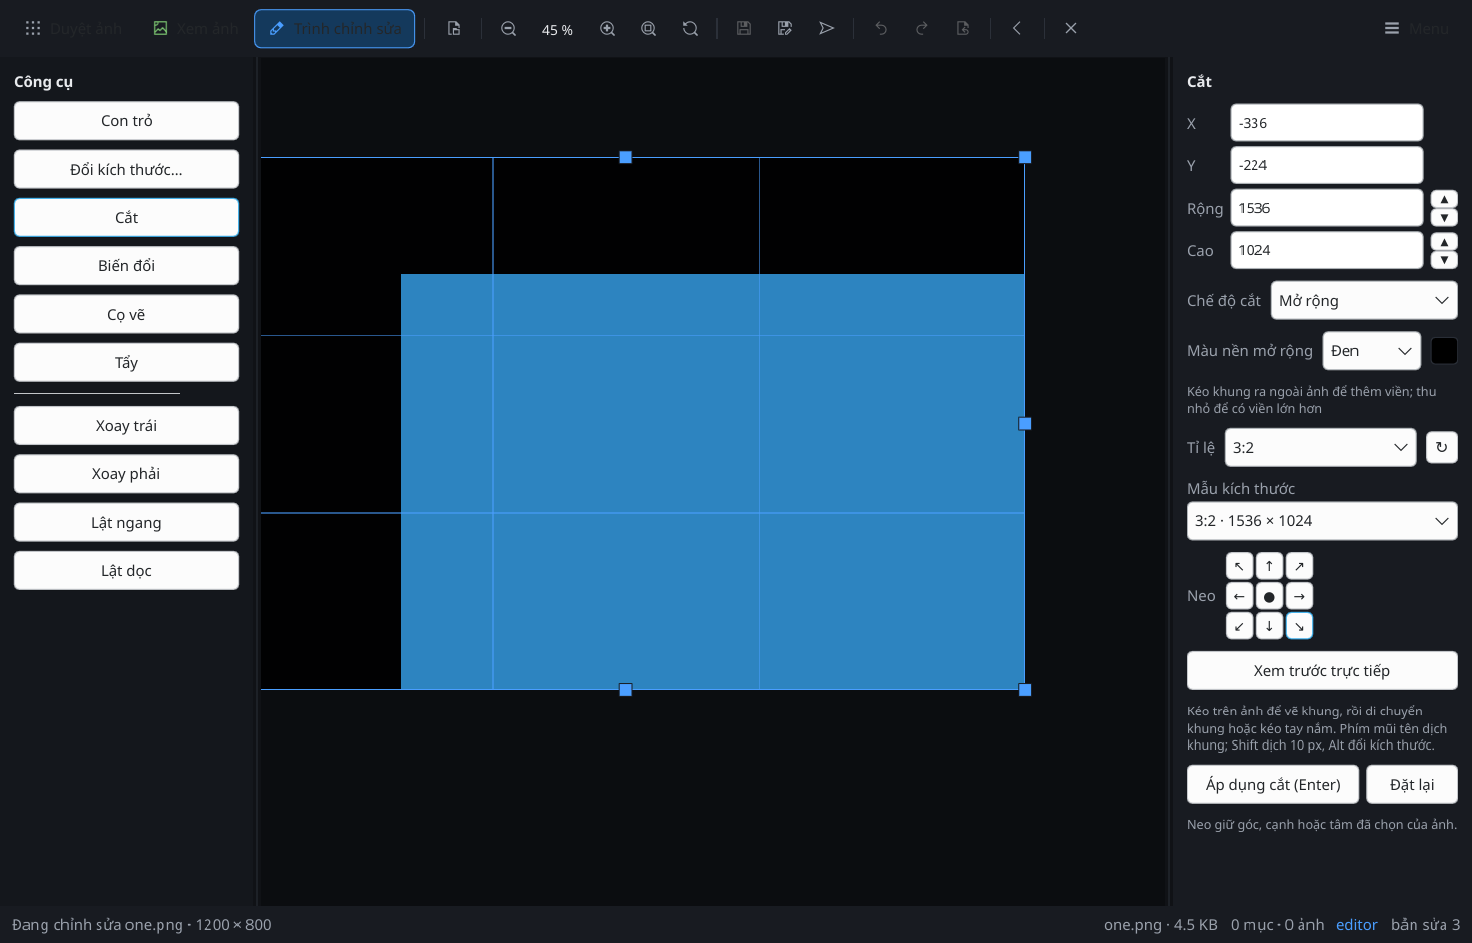 Duyệt ảnh
Xem ảnh
Trình chỉnh sửa
45 %
Menu
Công cụ
Con trỏ
Đổi kích thước...
Cắt
Biến đổi
Cọ vẽ
Tẩy
Xoay trái
Xoay phải
Lật ngang
Lật dọc
Cắt
X -336
Y -224
Rộng 1536
Cao 1024
Chế độ cắt Mở rộng
Màu nền mở rộng Đen
Kéo khung ra ngoài ảnh để thêm viền; thu
nhỏ để có viền lớn hơn
Tỉ lệ 3:2
Mẫu kích thước
3:2 · 1536 × 1024
↖ ↑ ↗
Neo ← ● →
↙ ↓ ↘
Xem trước trực tiếp
Kéo trên ảnh để vẽ khung, rồi di chuyển
khung hoặc kéo tay nắm. Phím mũi tên dịch
khung; Shift dịch 10 px, Alt đổi kích thước.
Áp dụng cắt (Enter)
Đặt lại
Neo giữ góc, cạnh hoặc tâm đã chọn của ảnh.
Đang chỉnh sửa one.png · 1200 × 800
one.png · 4.5 KB 0 mục · 0 ảnh editor bản sửa 3